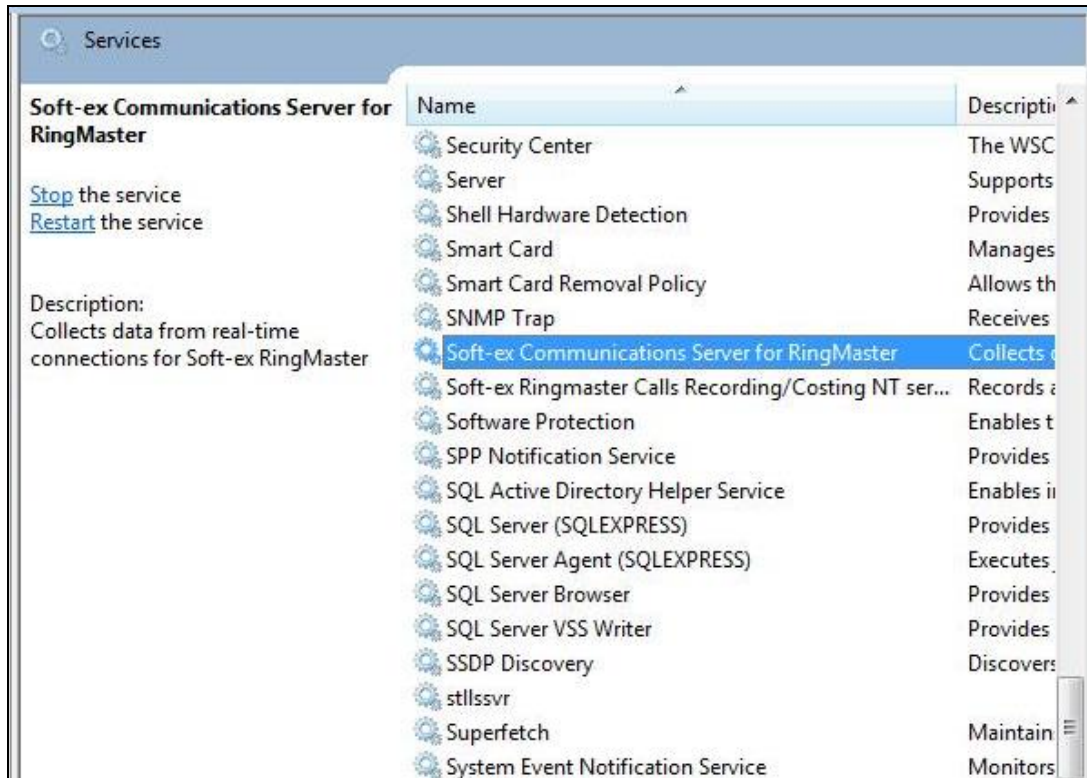 Services
Soft-ex Communications Server for
RingMaster
Stop the service
Restart the service
Description:
Collects data from real-time
connections for Soft-ex RingMaster
Name Descripti
Security Center The WSC
Server Supports
Shell Hardware Detection Provides
Smart Card Manages
Smart Card Removal Policy Allows th
SNMP Trap Receives
Soft-ex Communications Server for RingMaster Collects
Soft-ex Ringmaster Calls Recording/Costing NT ser... Records
Software Protection Enables t
SPP Notification Service Provides
SQL Active Directory Helper Service Enables i
SQL Server (SQLEXPRESS) Provides
SQL Server Agent (SQLEXPRESS) Executes
SQL Server Browser Provides
SQL Server VSS Writer Provides
SSDP Discovery Discovers
stllssvr
Superfetch Maintain
System Event Notification Service Monitors